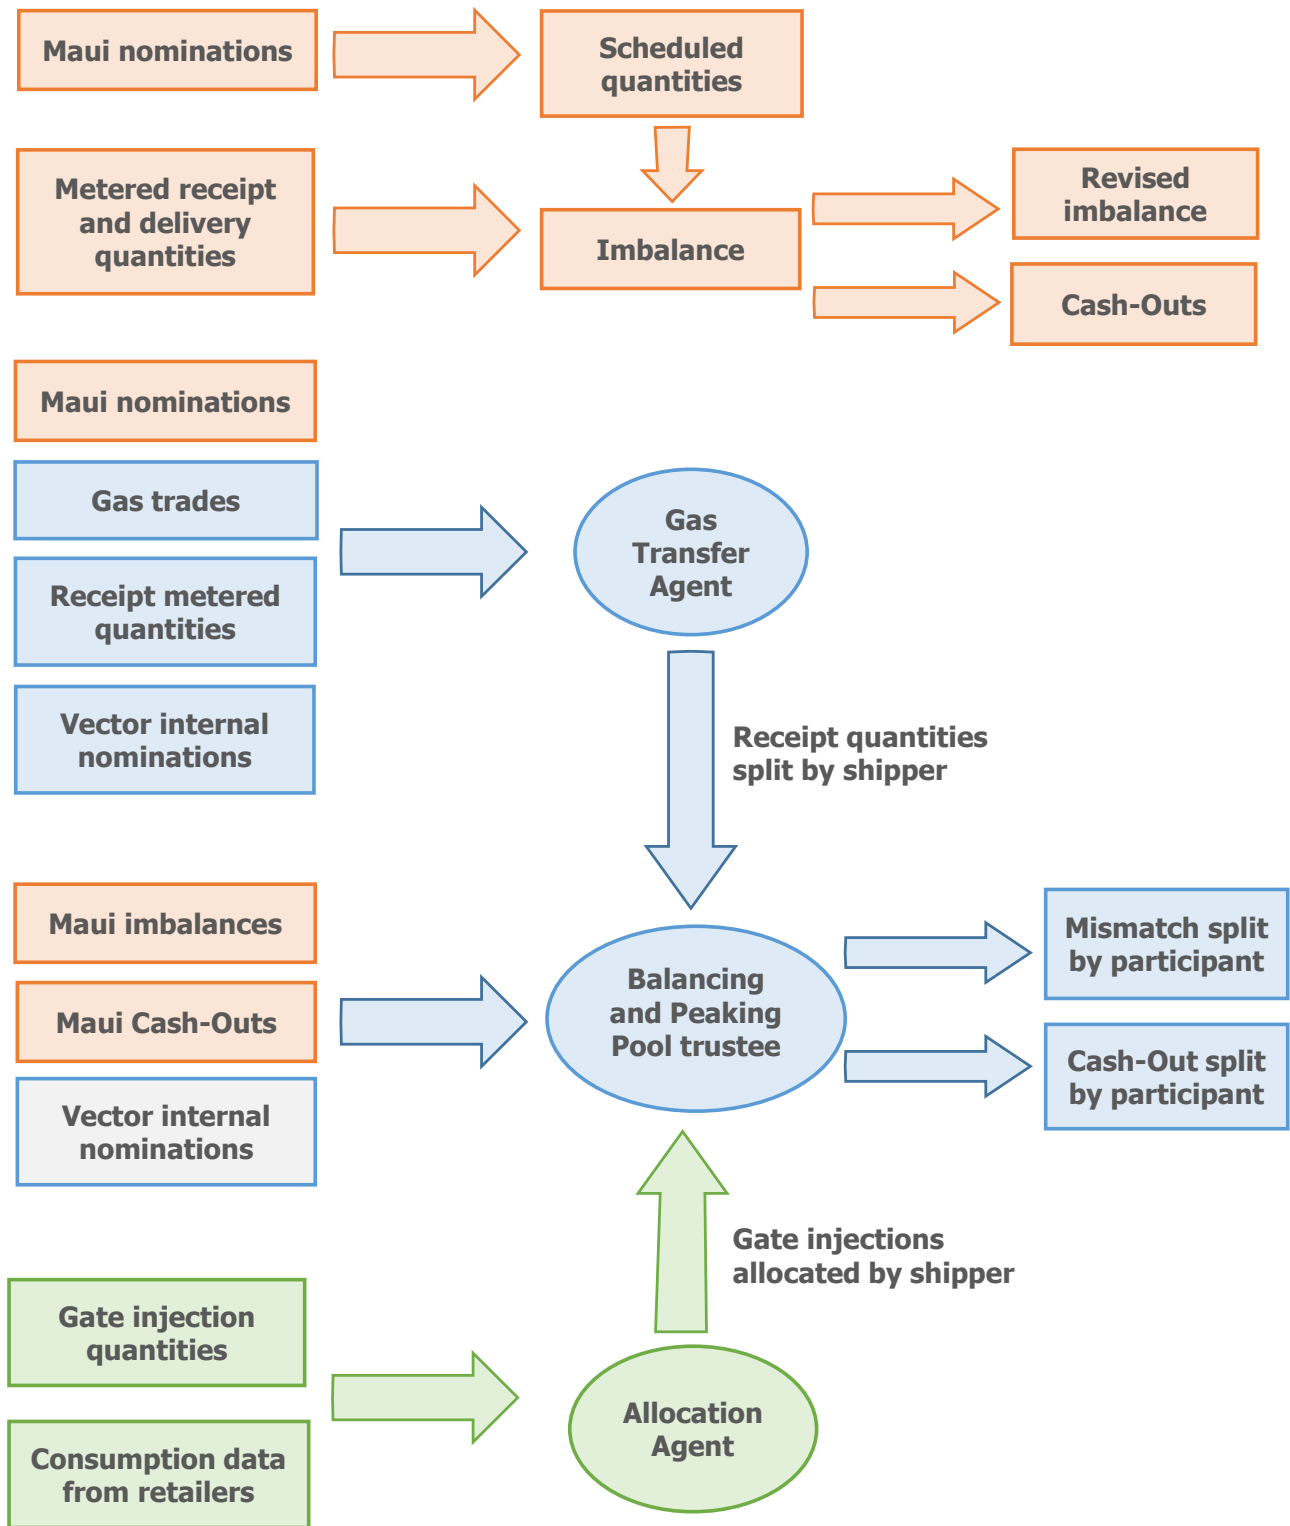 Maui nominations
Scheduled
quantities
Metered receipt
and delivery
quantities
Imbalance
Revised
imbalance
Cash-Outs
Maui nominations
Gas trades
Receipt metered
quantities
Vector internal
nominations
Gas
Transfer
Agent
Receipt quantities
split by shipper
Maui imbalances
Maui Cash-Outs
Vector internal
nominations
Balancing
and Peaking
Pool trustee
Mismatch split
by participant
Cash-Out split
by participant
Gate injections
allocated by shipper
Gate injection
quantities
Consumption data
from retailers
Allocation
Agent